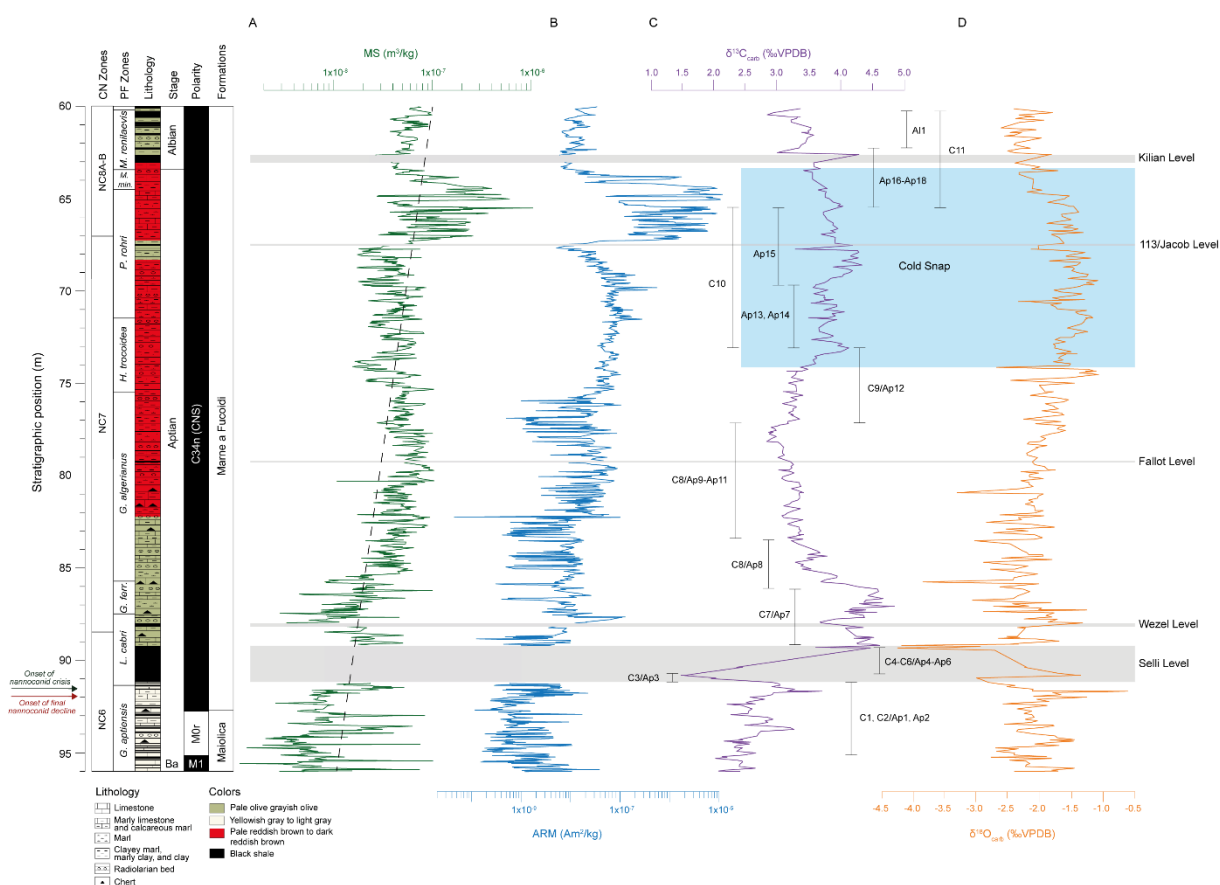 A
B
C
D
MS (m³/kg)
δ¹³C carb (‰VPDB)
1x10⁻⁸
1x10⁻⁷
1x10⁻⁶
1.0
1.5
2.0
2.5
3.0
3.5
4.0
4.5
5.0
CN Zones
PF Zones
Lithology
Stage
Polarity
Formations
Stratigraphic position (m)
60
65
70
75
80
85
90
95
NC8A-B
NC7
NC6
M. renilaevis
M. min.
P. rohri
H. trocoidea
G. algerianus
G. ferr.
L. cabri
G. aptiensis
Albian
Aptian
Ba
C34n (CNS)
M0r
M1
Marne a Fucoidi
Maiolica
Al1
C11
Kilian Level
Ap16-Ap18
113/Jacob Level
Ap15
Cold Snap
C10
Ap13, Ap14
C9/Ap12
Fallot Level
C8/Ap9-Ap11
C8/Ap8
C7/Ap7
Wezel Level
Selli Level
C4-C6/Ap4-Ap6
C3/Ap3
C1, C2/Ap1, Ap2
Onset of
nannoconid crisis
Onset of final
nannoconid decline
Lithology
Limestone
Marly limestone
and calcareous marl
Marl
Clayey marl,
marly clay, and clay
Radiolarian bed
Chert
Colors
Pale olive grayish olive
Yellowish gray to light gray
Pale reddish brown to dark
reddish brown
Black shale
1x10⁻⁷
ARM (Am²/kg)
-4.5
-4.0
-3.5
-3.0
-2.5
-2.0
-1.5
-1.0
-0.5
δ¹⁸O carb (‰VPDB)